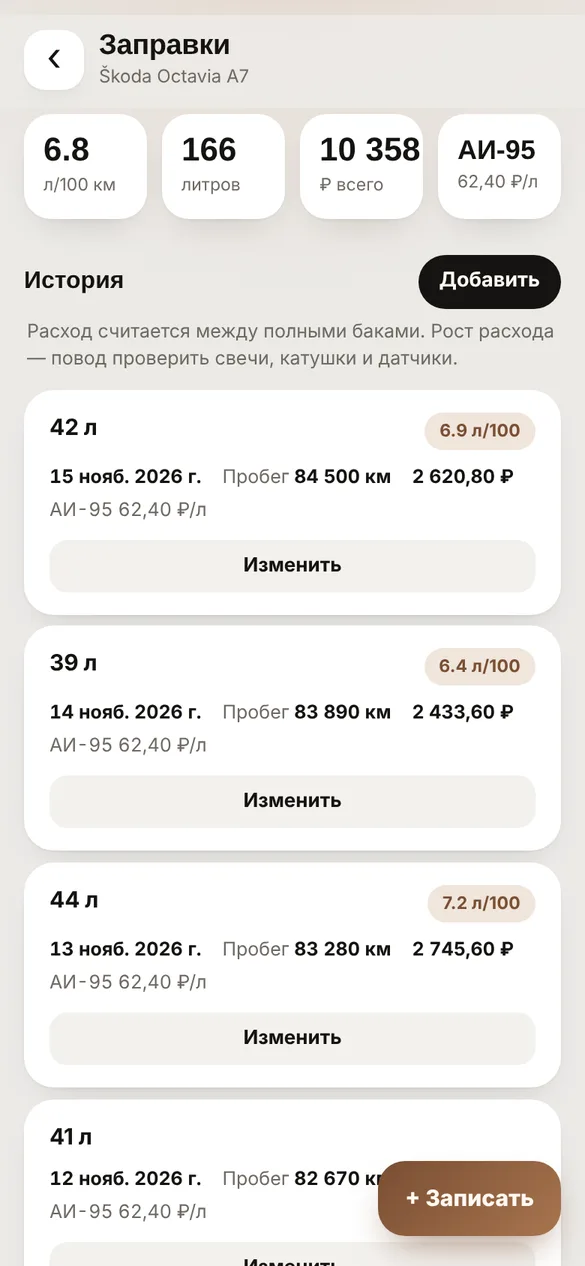 Заправки
Škoda Octavia A7
6.8
л/100 км
166
литров
10 358
₽ всего
АИ-95
62,40 ₽/л
История
Добавить
Расход считается между полными баками. Рост расхода
— повод проверить свечи, катушки и датчики.
42 л
6.9 л/100
15 нояб. 2026 г. Пробег 84 500 км 2 620,80 ₽
АИ-95 62,40 ₽/л
Изменить
39 л
6.4 л/100
14 нояб. 2026 г. Пробег 83 890 км 2 433,60 ₽
АИ-95 62,40 ₽/л
Изменить
44 л
7.2 л/100
13 нояб. 2026 г. Пробег 83 280 км 2 745,60 ₽
АИ-95 62,40 ₽/л
Изменить
41 л
12 нояб. 2026 г. Пробег 82 670 км
+ Записать
АИ-95 62,40 ₽/л
Изменить